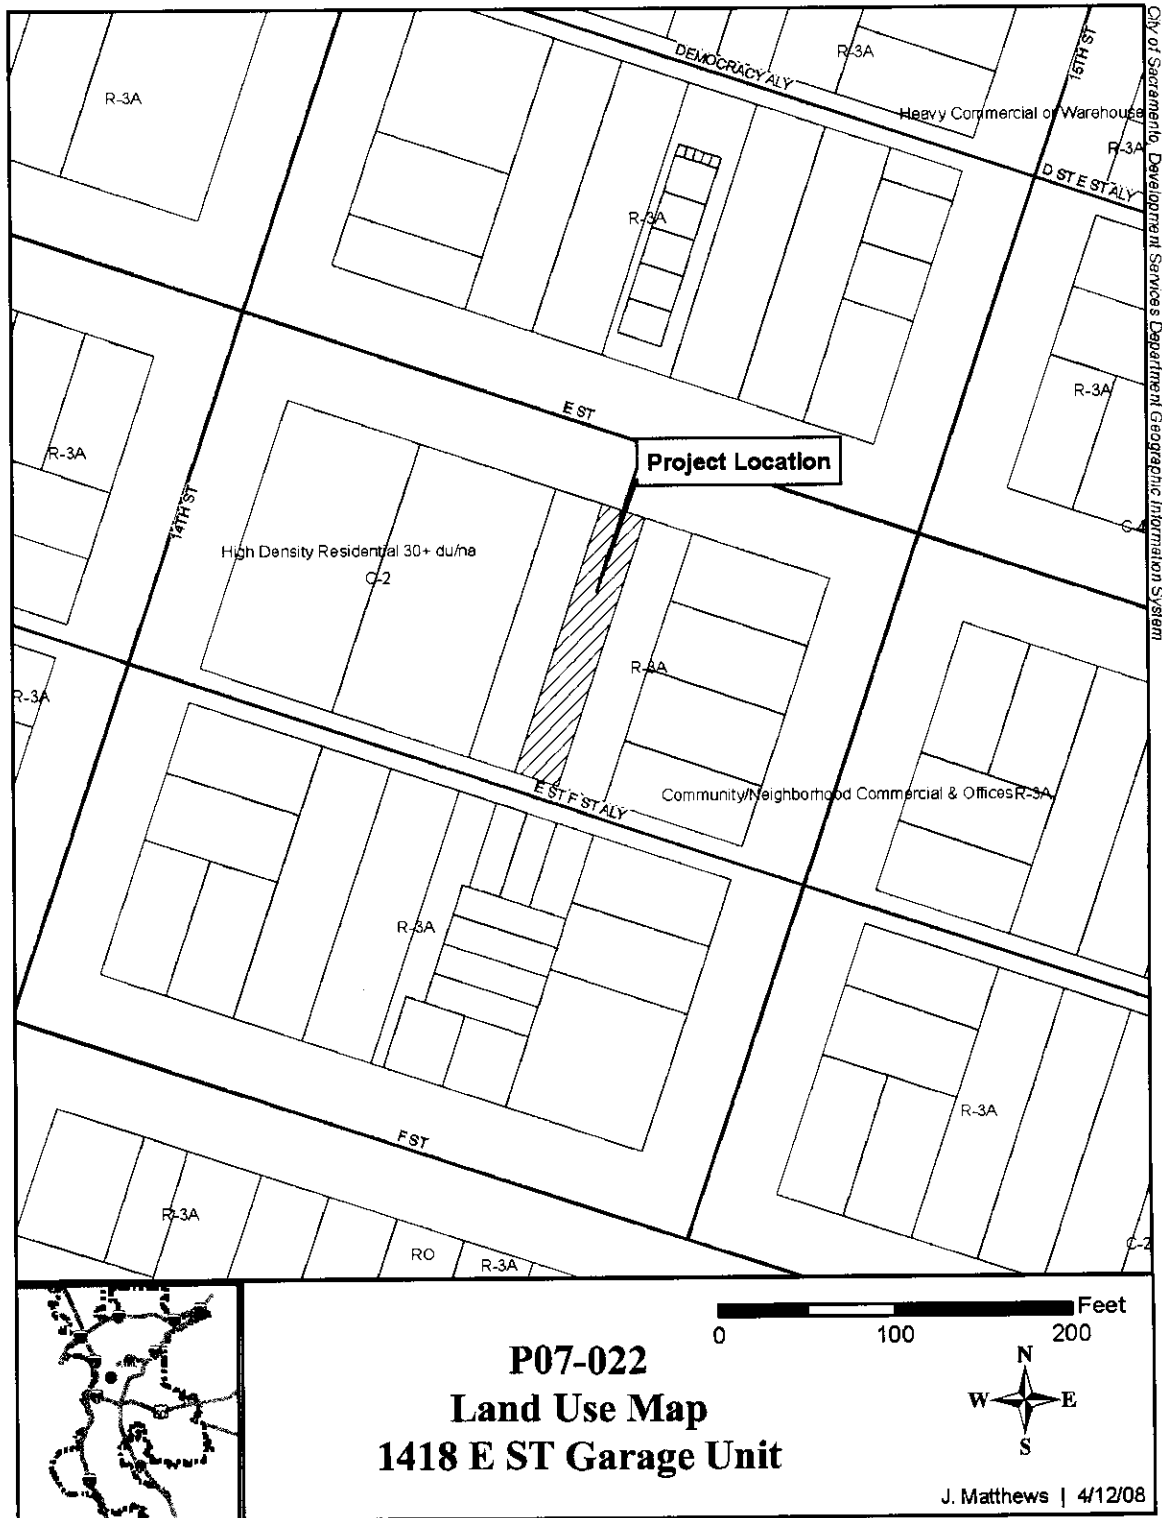 City of Sacramento, Development Services Department Geographic Information System
DEMOCRACY ALY
R-3A
15TH ST
R-3A
Heavy Commercial or Warehouse
R-3A
D ST E ST ALY
R-3A
R-3A
E ST
Project Location
R-3A
14TH ST
High Density Residential 30+ du/na
C-2
R-3A
R-3A
E ST F ST ALY
Community/Neighborhood Commercial & Offices
R-3A
R-3A
R-3A
F ST
R-3A
RO
R-3A
C-2
Feet
0 100 200
P07-022
Land Use Map
1418 E ST Garage Unit
N
W E
S
J. Matthews | 4/12/08